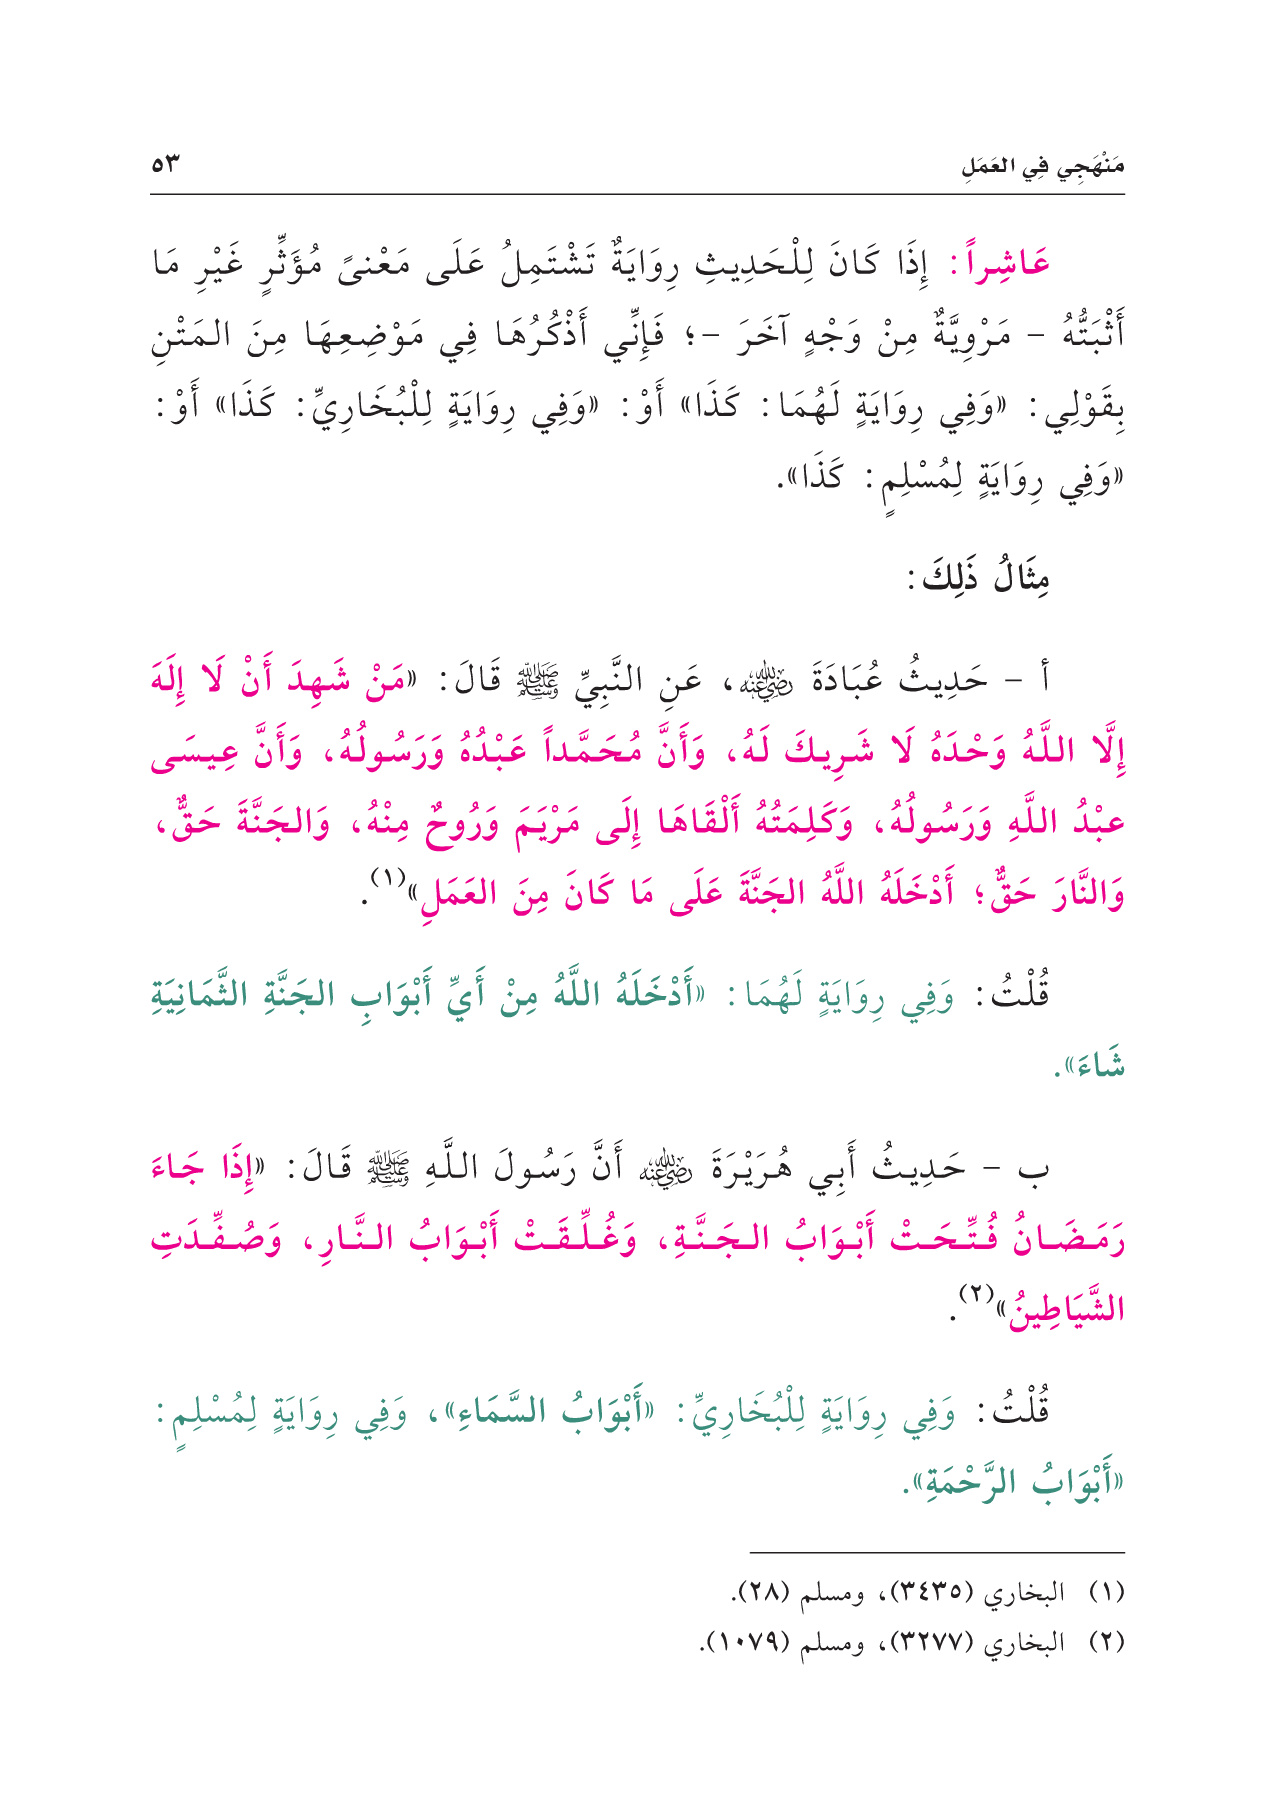 مَنْهَجِي فِي العَمَلِ ٥٣
عَاشِراً: إِذَا كَانَ لِلْحَدِيثِ رِوَايَةٌ تَشْتَمِلُ عَلَى مَعْنىً مُؤَثِّرٍ غَيْرِ مَا
أَثْبَتُّهُ - مَرْوِيَّةٌ مِنْ وَجْهٍ آخَرَ -؛ فَإِنِّي أَذْكُرُهَا فِي مَوْضِعِهَا مِنَ المَتْنِ
بِقَوْلِي: «وَفِي رِوَايَةٍ لَهُمَا: كَذَا» أَوْ: «وَفِي رِوَايَةٍ لِلْبُخَارِيِّ: كَذَا» أَوْ:
«وَفِي رِوَايَةٍ لِمُسْلِمٍ: كَذَا».
مِثَالُ ذَلِكَ:
أ - حَدِيثُ عُبَادَةَ رضي الله عنه، عَنِ النَّبِيِّ ﷺ قَالَ: «مَنْ شَهِدَ أَنْ لَا إِلَهَ
إِلَّا اللَّهُ وَحْدَهُ لَا شَرِيكَ لَهُ، وَأَنَّ مُحَمَّداً عَبْدُهُ وَرَسُولُهُ، وَأَنَّ عِيسَى
عبْدُ اللَّهِ وَرَسُولُهُ، وَكَلِمَتُهُ أَلْقَاهَا إِلَى مَرْيَمَ وَرُوحٌ مِنْهُ، وَالجَنَّةَ حَقٌّ،
وَالنَّارَ حَقٌّ؛ أَدْخَلَهُ اللَّهُ الجَنَّةَ عَلَى مَا كَانَ مِنَ العَمَلِ»(١).
قُلْتُ: وَفِي رِوَايَةٍ لَهُمَا: «أَدْخَلَهُ اللَّهُ مِنْ أَيِّ أَبْوَابِ الجَنَّةِ الثَّمَانِيَةِ
شَاءَ».
ب - حَدِيثُ أَبِي هُرَيْرَةَ رضي الله عنه أَنَّ رَسُولَ اللَّهِ ﷺ قَالَ: «إِذَا جَاءَ
رَمَضَانُ فُتِّحَتْ أَبْوَابُ الجَنَّةِ، وَغُلِّقَتْ أَبْوَابُ النَّارِ، وَصُفِّدَتِ
الشَّيَاطِينُ»(٢).
قُلْتُ: وَفِي رِوَايَةٍ لِلْبُخَارِيِّ: «أَبْوَابُ السَّمَاءِ»، وَفِي رِوَايَةٍ لِمُسْلِمٍ:
«أَبْوَابُ الرَّحْمَةِ».
(١) البخاري (٣٤٣٥)، ومسلم (٢٨).
(٢) البخاري (٣٢٧٧)، ومسلم (١٠٧٩).